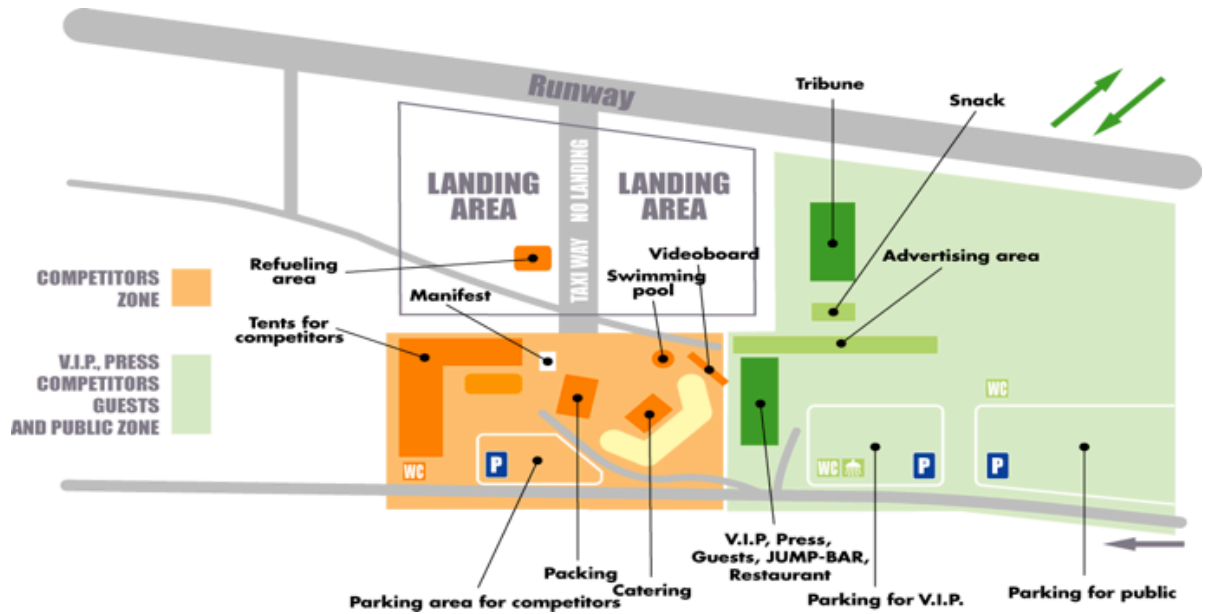 Runway
Tribune
Snack
LANDING
AREA
TAXI WAY NO LANDING
LANDING
AREA
Videoboard
Advertising area
Refueling
area
Swimming
pool
Manifest
COMPETITORS
ZONE
Tents for
competitors
V.I.P., PRESS
COMPETITORS
GUESTS
AND PUBLIC ZONE
WC
WC
P
WC
P
P
V.I.P, Press,
Guests, JUMP-BAR,
Restaurant
Packing
Catering
Parking area for competitors
Parking for V.I.P.
Parking for public